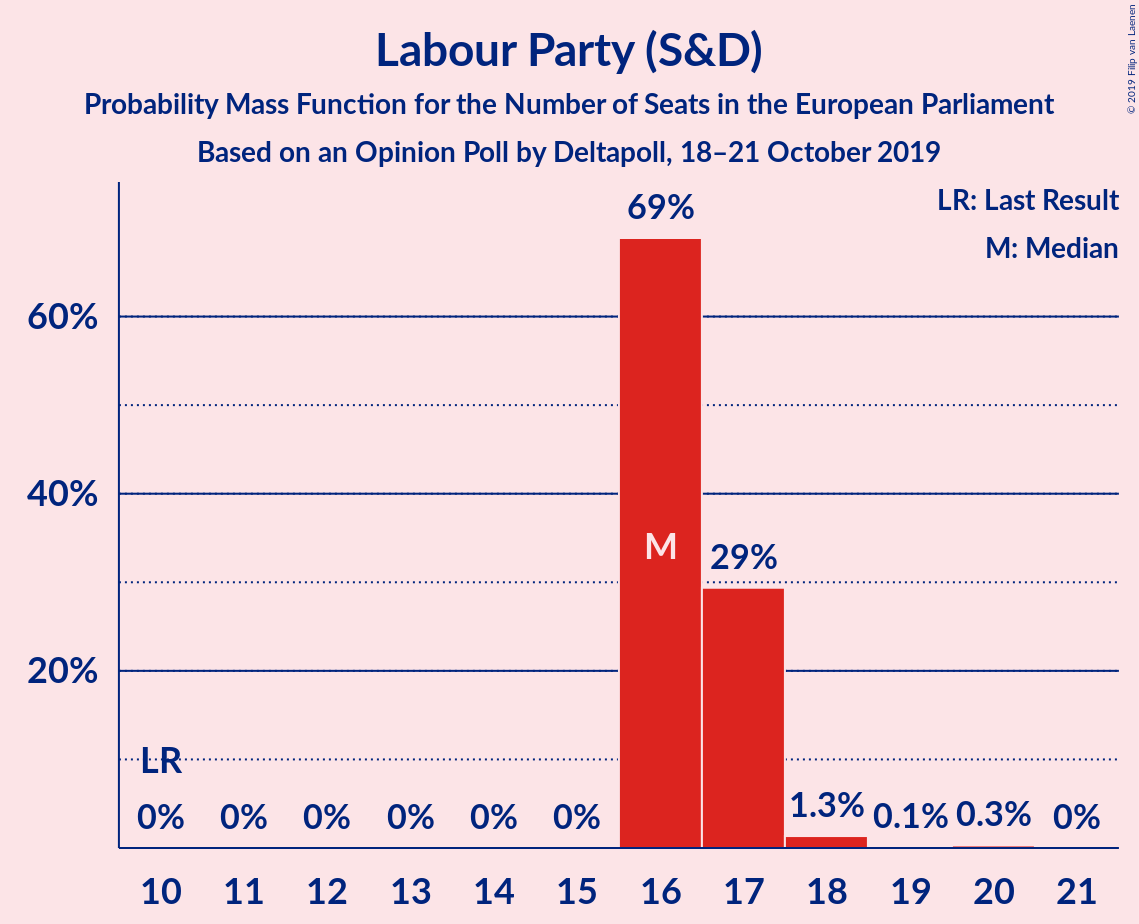 Labour Party (S&D)
Probability Mass Function for the Number of Seats in the European Parliament
Based on an Opinion Poll by Deltapoll, 18–21 October 2019
© 2019 Filip van Laenen
LR: Last Result
M: Median
69%
60%
40%
M
29%
20%
LR
0% 0% 0% 0% 0% 0% 1.3% 0.1% 0.3% 0%
10 11 12 13 14 15 16 17 18 19 20 21